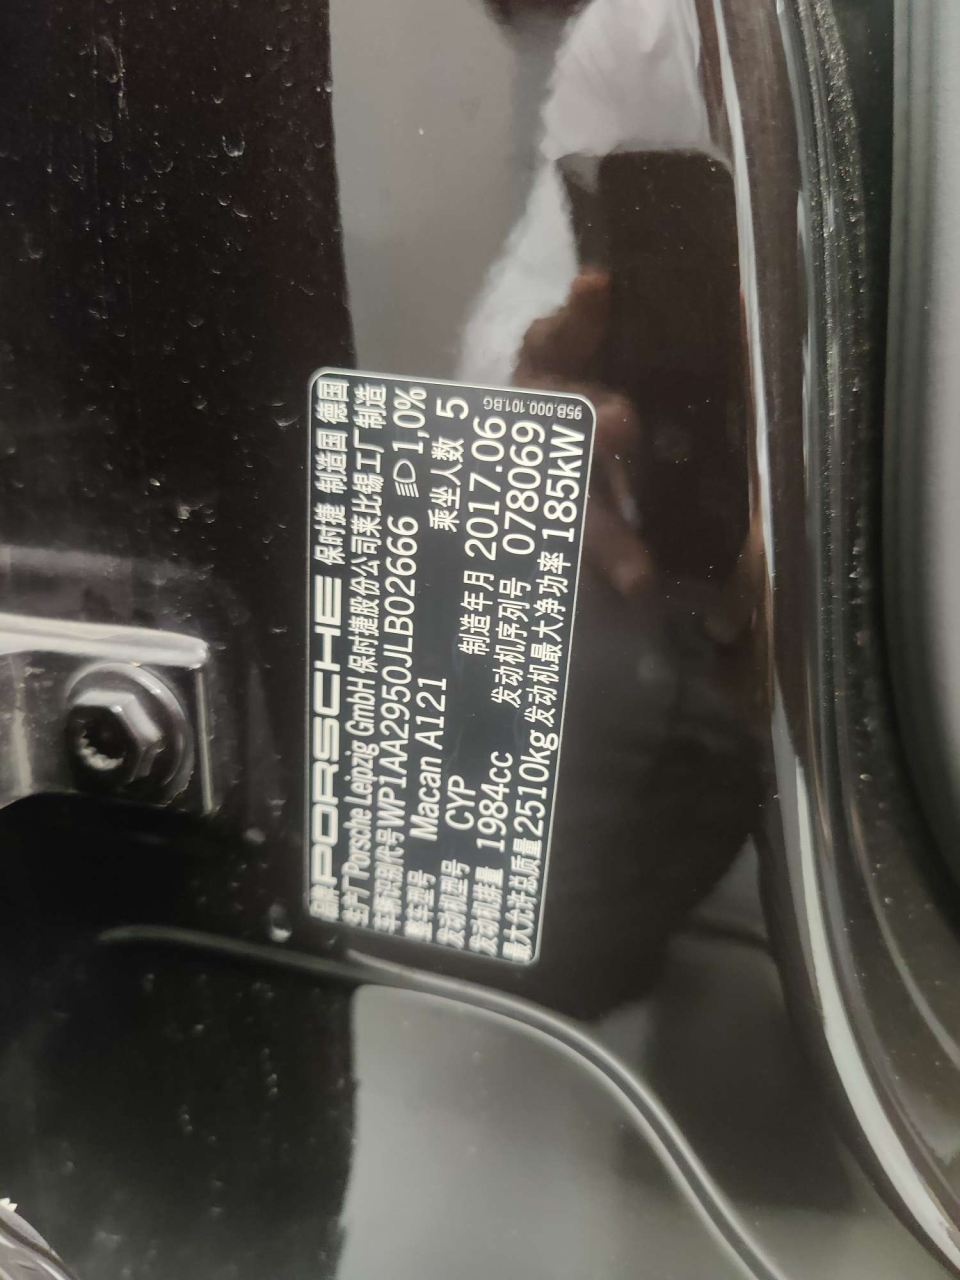 品牌 PORSCHE 保时捷 制造国 德国
生产厂 Porsche Leipzig GmbH 保时捷股份公司莱比锡工厂制造
车辆识别代号 WP1AA2950JLB02666 1,0%
整车型号 Macan A121 乘坐人数 5
发动机型号 CYP 制造年月 2017.06
发动机排量 1984cc 发动机序列号 078069
最大允许总质量 2510kg 发动机最大净功率 185kW
95B.000.101.BG